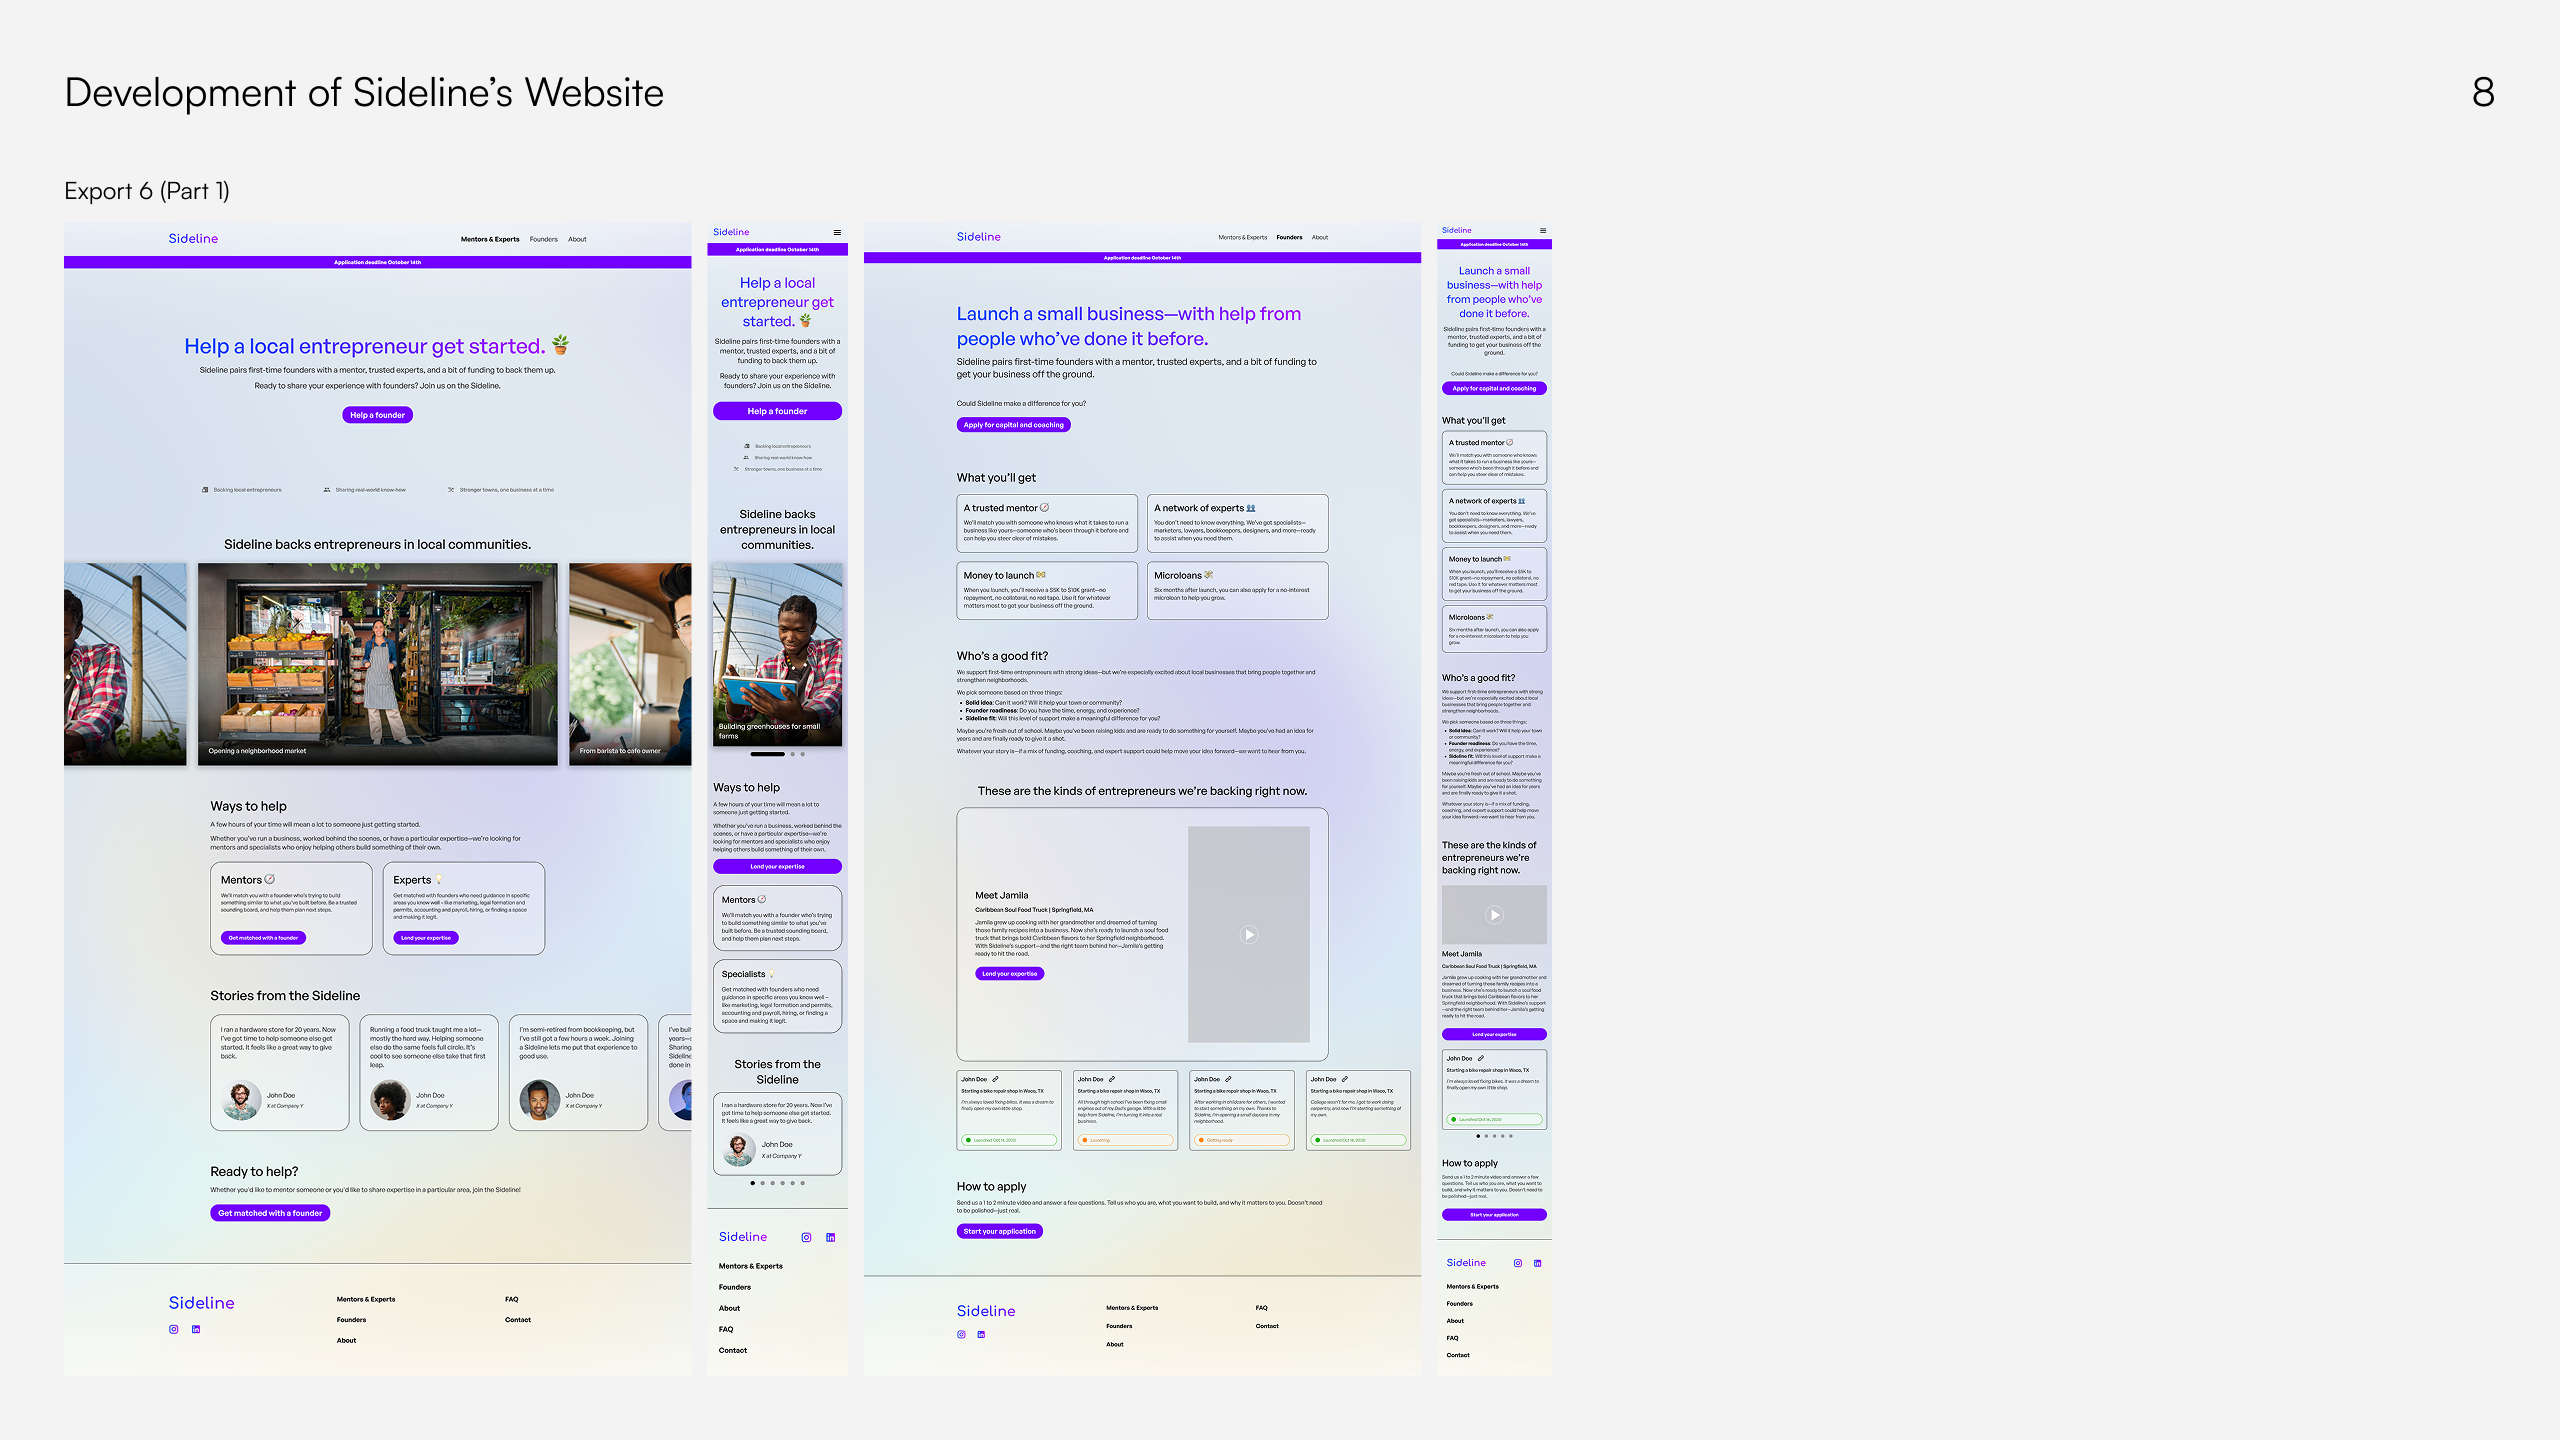 Development of Sideline's Website
8
Export 6 (Part 1)
Sideline
Mentors & Experts
Founders
About
Application deadline October 14th
Help a local entrepreneur get started.
Sideline pairs first-time founders with a mentor, trusted experts, and a bit of funding to back them up.
Ready to share your experience with founders? Join us on the Sideline.
Help a founder
Backing local entrepreneurs
Sharing real-world know-how
Stronger towns, one business at a time
Sideline backs entrepreneurs in local communities.
Opening a neighborhood market
From barista to cafe owner
Ways to help
A few hours of your time will mean a lot to someone just getting started.
Whether you've run a business, worked behind the scenes, or have a particular expertise—we're looking for
mentors and specialists who enjoy helping others build something of their own.
Mentors
We'll match you with a founder who's trying to build
something similar to what you've built before. Be a trusted
sounding board, and help them plan next steps.
Get matched with a founder
Experts
Get matched with founders who need guidance in specific
areas you know well – like marketing, legal formation and
permits, accounting and payroll, hiring, or finding a space
and making it legit.
Lend your expertise
Stories from the Sideline
I ran a hardware store for 20 years. Now
I've got time to help someone else get
started. It feels like a great way to give
back.
John Doe
X at Company Y
Running a food truck taught me a lot—
mostly the hard way. Helping someone
else do the same feels full circle. It's
cool to see someone else take that first
leap.
John Doe
X at Company Y
I'm semi-retired from bookkeeping, but
I've still got a few hours a week. Joining
a Sideline lets me put that experience to
good use.
John Doe
X at Company Y
I've buil
years—s
Sharing
Sideline
done in
Ready to help?
Whether you'd like to mentor someone or you'd like to share expertise in a particular area, join the Sideline!
Get matched with a founder
Sideline
Mentors & Experts
Founders
About
FAQ
Contact
Sideline
Application deadline October 14th
Help a local
entrepreneur get
started.
Sideline pairs first-time founders with a
mentor, trusted experts, and a bit of
funding to back them up.
Ready to share your experience with
founders? Join us on the Sideline.
Help a founder
Backing local entrepreneurs
Sharing real-world know-how
Stronger towns, one business at a time
Sideline backs
entrepreneurs in local
communities.
Building greenhouses for small
farms
Ways to help
A few hours of your time will mean a lot to
someone just getting started.
Whether you've run a business, worked behind the
scenes, or have a particular expertise—we're
looking for mentors and specialists who enjoy
helping others build something of their own.
Lend your expertise
Mentors
We'll match you with a founder who's trying
to build something similar to what you've
built before. Be a trusted sounding board,
and help them plan next steps.
Specialists
Get matched with founders who need
guidance in specific areas you know well –
like marketing, legal formation and permits,
accounting and payroll, hiring, or finding a
space and making it legit.
Stories from the
Sideline
I ran a hardware store for 20 years. Now I've
got time to help someone else get started.
It feels like a great way to give back.
John Doe
X at Company Y
Sideline
Mentors & Experts
Founders
About
FAQ
Contact
Sideline
Mentors & Experts
Founders
About
Application deadline October 14th
Launch a small business—with help from
people who've done it before.
Sideline pairs first-time founders with a mentor, trusted experts, and a bit of funding to
get your business off the ground.
Could Sideline make a difference for you?
Apply for capital and coaching
What you'll get
A trusted mentor
We'll match you with someone who knows what it takes to run a
business like yours—someone who's been through it before and
can help you steer clear of mistakes.
A network of experts
You don't need to know everything. We've got specialists—
marketers, lawyers, bookkeepers, designers, and more—ready
to assist when you need them.
Money to launch
When you launch, you'll receive a $5K to $10K grant—no
repayment, no collateral, no red tape. Use it for whatever
matters most to get your business off the ground.
Microloans
Six months after launch, you can also apply for a no-interest
microloan to help you grow.
Who's a good fit?
We support first-time entrepreneurs with strong ideas—but we're especially excited about local businesses that bring people together and
strengthen neighborhoods.
We pick someone based on three things:
• Solid idea: Can it work? Will it help your town or community?
• Founder readiness: Do you have the time, energy, and experience?
• Sideline fit: Will this level of support make a meaningful difference for you?
Maybe you're fresh out of school. Maybe you've been raising kids and are ready to do something for yourself. Maybe you've had an idea for
years and are finally ready to give it a shot.
Whatever your story is—if a mix of funding, coaching, and expert support could help move your idea forward—we want to hear from you.
These are the kinds of entrepreneurs we're backing right now.
Meet Jamila
Caribbean Soul Food Truck | Springfield, MA
Jamila grew up cooking with her grandmother and dreamed of turning
those family recipes into a business. Now she's ready to launch a soul food
truck that brings bold Caribbean flavors to her Springfield neighborhood.
With Sideline's support—and the right team behind her—Jamila's getting
ready to hit the road.
Lend your expertise
John Doe
Starting a bike repair shop in Waco, TX
I'm always loved fixing bikes. It was a dream to
finally open my own little shop.
Launched (Oct 14, 2025)
John Doe
Starting a bike repair shop in Waco, TX
All through high school I've been fixing small
engines out of my Dad's garage. With a little
help from Sideline, I'm turning it into a real
business.
Launching
John Doe
Starting a bike repair shop in Waco, TX
After working in childcare for others, I wanted
to start something on my own. Thanks to
Sideline, I'm opening a small daycare in my
neighborhood.
Getting ready
John Doe
Starting a bike repair shop in Waco, TX
College wasn't for me. I got to work doing
carpentry, and now I'm starting something of
my own.
Launched (Oct 14, 2025)
How to apply
Send us a 1 to 2 minute video and answer a few questions. Tell us who you are, what you want to build, and why it matters to you. Doesn't need
to be polished—just real.
Start your application
Sideline
Mentors & Experts
Founders
About
FAQ
Contact
Sideline
Application deadline October 14th
Launch a small
business—with help
from people who've
done it before.
Sideline pairs first-time founders with a
mentor, trusted experts, and a bit of
funding to get your business off the
ground.
Could Sideline make a difference for you?
Apply for capital and coaching
What you'll get
A trusted mentor
We'll match you with someone who knows
what it takes to run a business like yours—
someone who's been through it before and
can help you steer clear of mistakes.
A network of experts
You don't need to know everything. We've
got specialists—marketers, lawyers,
bookkeepers, designers, and more—ready
to assist when you need them.
Money to launch
When you launch, you'll receive a $5K to
$10K grant—no repayment, no collateral, no
red tape. Use it for whatever matters most
to get your business off the ground.
Microloans
Six months after launch, you can also apply
for a no-interest microloan to help you
grow.
Who's a good fit?
We support first-time entrepreneurs with strong
ideas—but we're especially excited about local
businesses that bring people together and
strengthen neighborhoods.
We pick someone based on three things:
• Solid idea: Can it work? Will it help your town
or community?
• Founder readiness: Do you have the time,
energy, and experience?
• Sideline fit: Will this level of support make a
meaningful difference for you?
Maybe you're fresh out of school. Maybe you've
been raising kids and are ready to do something
for yourself. Maybe you've had an idea for years
and are finally ready to give it a shot.
Whatever your story is—if a mix of funding,
coaching, and expert support could help move
your idea forward—we want to hear from you.
These are the kinds of
entrepreneurs we're
backing right now.
Meet Jamila
Caribbean Soul Food Truck | Springfield, MA
Jamila grew up cooking with her grandmother and
dreamed of turning those family recipes into a
business. Now she's ready to launch a soul food
truck that brings bold Caribbean flavors to her
Springfield neighborhood. With Sideline's support
—and the right team behind her—Jamila's getting
ready to hit the road.
Lend your expertise
John Doe
Starting a bike repair shop in Waco, TX
I'm always loved fixing bikes. It was a dream to
finally open my own little shop.
Launched (Oct 14, 2025)
How to apply
Send us a 1 to 2 minute video and answer a few
questions. Tell us who you are, what you want to
build, and why it matters to you. Doesn't need to
be polished—just real.
Start your application
Sideline
Mentors & Experts
Founders
About
FAQ
Contact